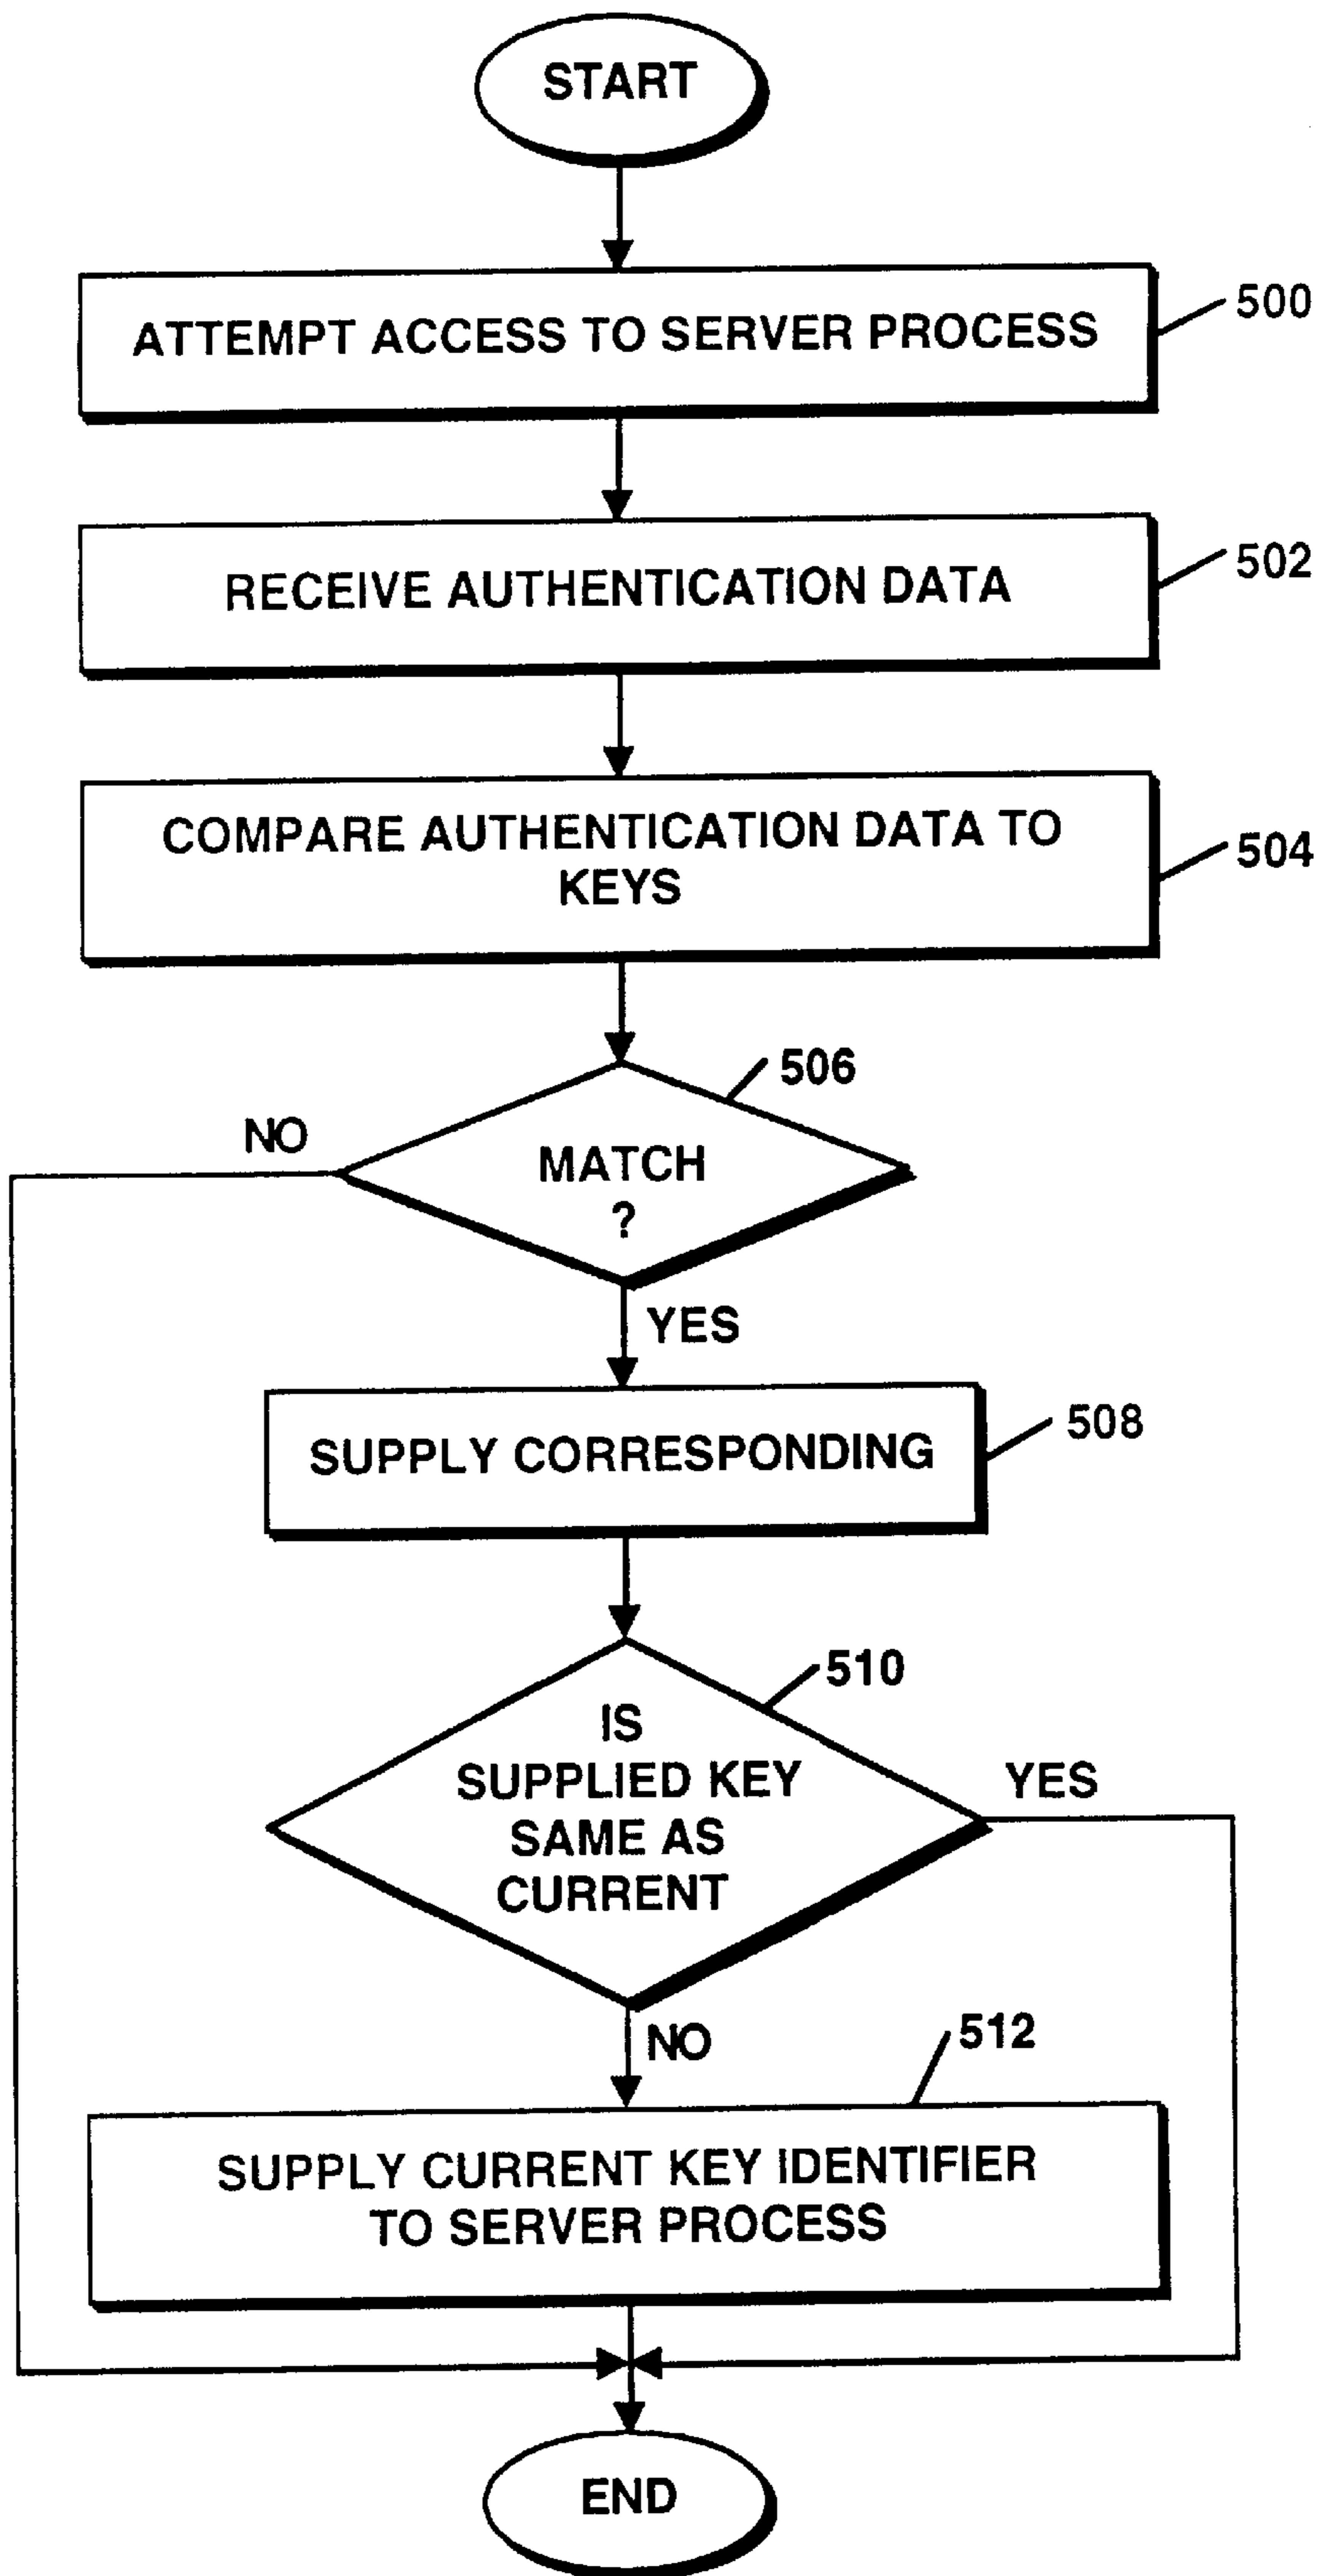 START
ATTEMPT ACCESS TO SERVER PROCESS
500
RECEIVE AUTHENTICATION DATA
502
COMPARE AUTHENTICATION DATA TO
KEYS
504
506
NO
MATCH
?
YES
SUPPLY CORRESPONDING
508
510
IS
SUPPLIED KEY
SAME AS
CURRENT
YES
NO
512
SUPPLY CURRENT KEY IDENTIFIER
TO SERVER PROCESS
END